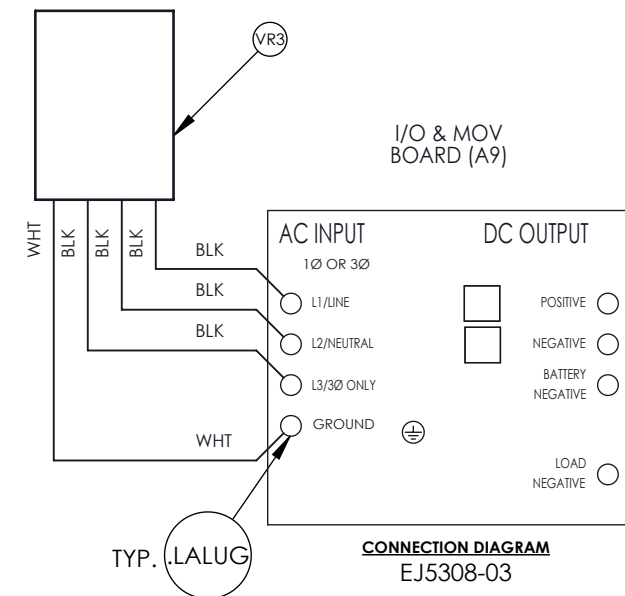 VR3
I/O & MOV
BOARD (A9)
WHT
BLK
BLK
BLK
AC INPUT
DC OUTPUT
1Ø OR 3Ø
BLK
L1/LINE
POSITIVE
BLK
L2/NEUTRAL
NEGATIVE
BLK
L3/3Ø ONLY
BATTERY
NEGATIVE
GROUND
WHT
LOAD
NEGATIVE
TYP.
.LALUG
CONNECTION DIAGRAM
EJ5308-03